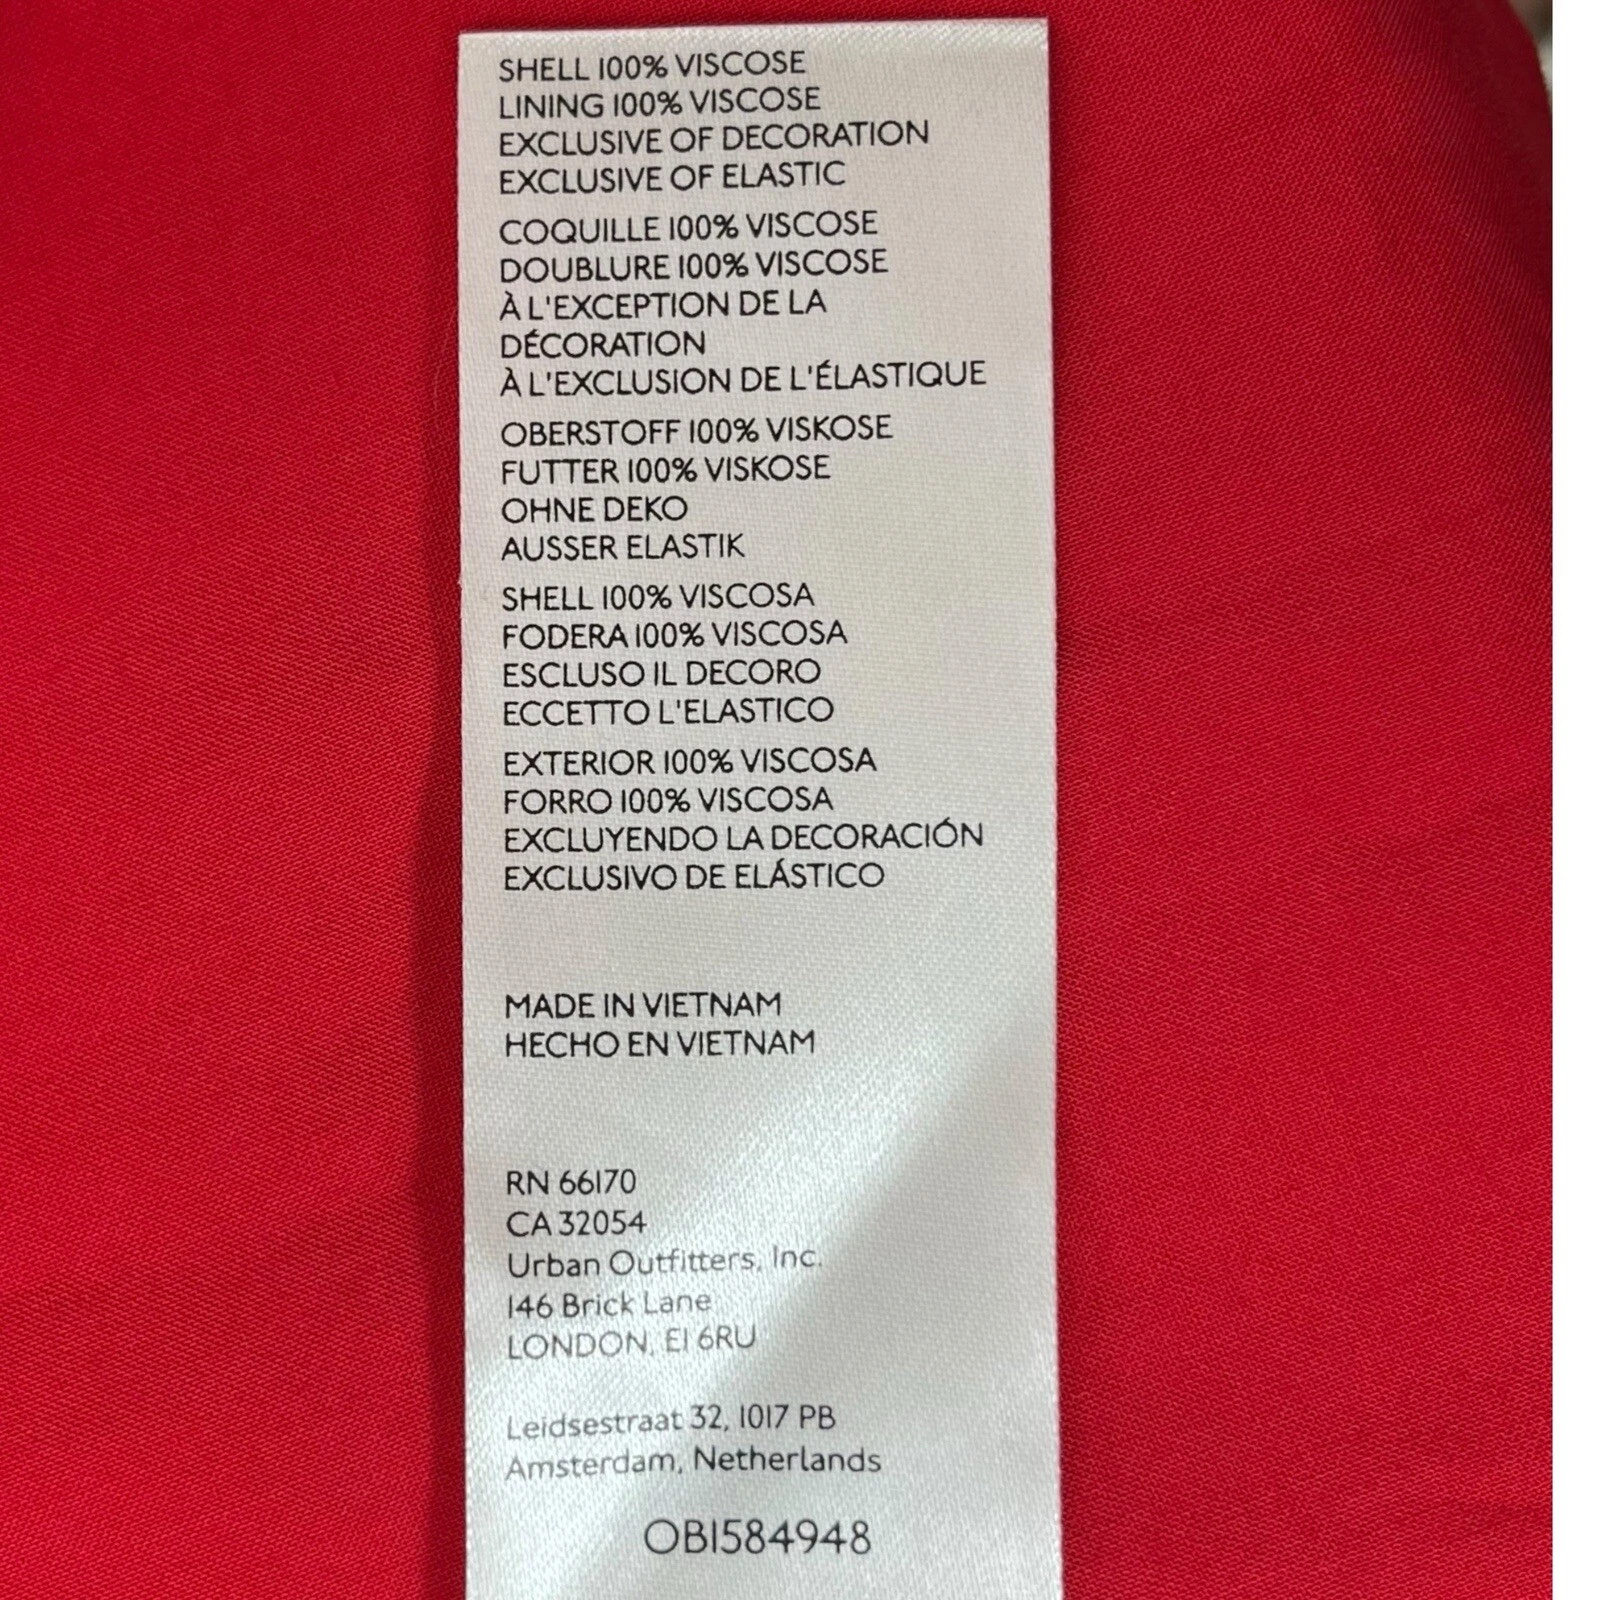 SHELL 100% VISCOSE
LINING 100% VISCOSE
EXCLUSIVE OF DECORATION
EXCLUSIVE OF ELASTIC
COQUILLE 100% VISCOSE
DOUBLURE 100% VISCOSE
À L'EXCEPTION DE LA
DÉCORATION
À L'EXCLUSION DE L'ÉLASTIQUE
OBERSTOFF 100% VISKOSE
FUTTER 100% VISKOSE
OHNE DEKO
AUSSER ELASTIK
SHELL 100% VISCOSA
FODERA 100% VISCOSA
ESCLUSO IL DECORO
ECCETTO L'ELASTICO
EXTERIOR 100% VISCOSA
FORRO 100% VISCOSA
EXCLUYENDO LA DECORACIÓN
EXCLUSIVO DE ELÁSTICO
MADE IN VIETNAM
HECHO EN VIETNAM
RN 66170
CA 32054
Urban Outfitters, Inc.
146 Brick Lane
LONDON, E1 6RU
Leidsestraat 32, 1017 PB
Amsterdam, Netherlands
OB1584948